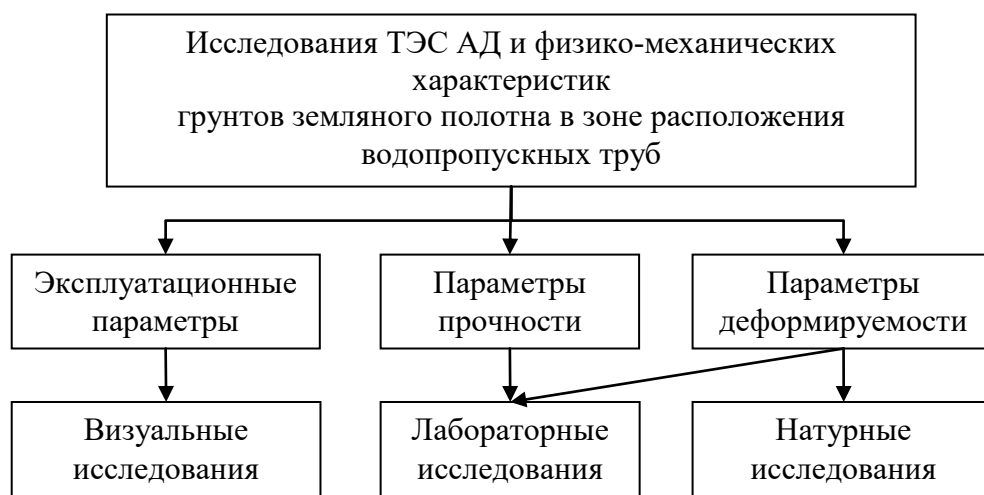 Исследования ТЭС АД и физико-механических
характеристик
грунтов земляного полотна в зоне расположения
водопропускных труб
Эксплуатационные
параметры
Параметры
прочности
Параметры
деформируемости
Визуальные
исследования
Лабораторные
исследования
Натурные
исследования